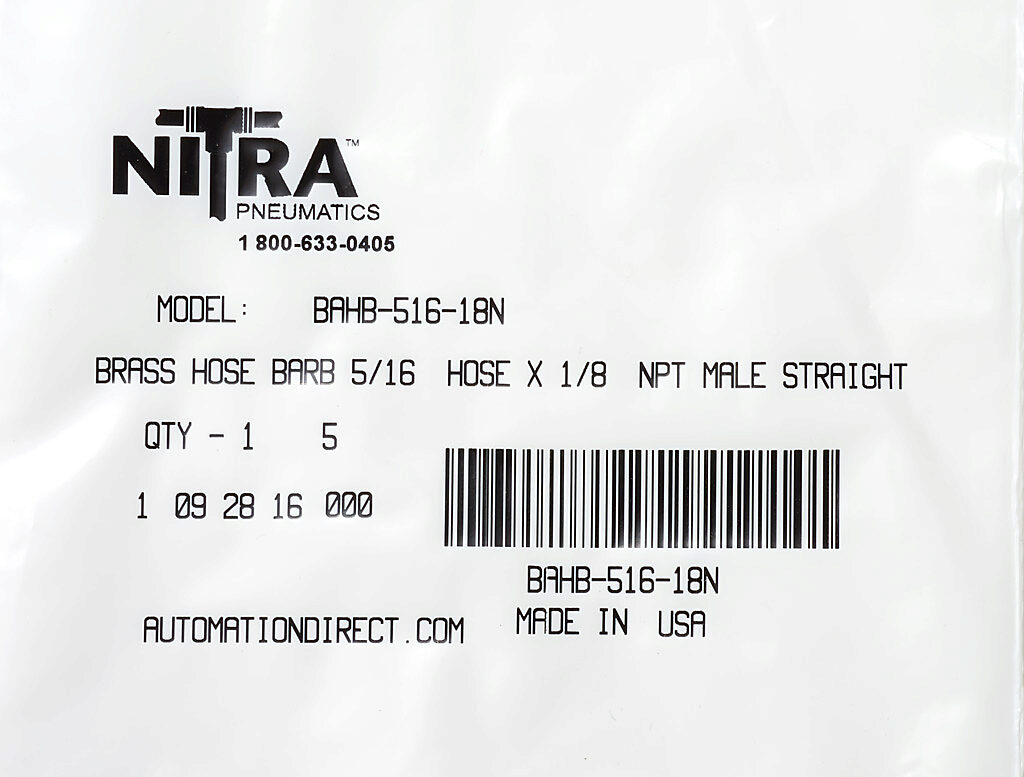 NITRA™
PNEUMATICS
1 800-633-0405
MODEL: BAHB-516-18N
BRASS HOSE BARB 5/16 HOSE X 1/8 NPT MALE STRAIGHT
QTY - 1 5
1 09 28 16 000
BAHB-516-18N
MADE IN USA
AUTOMATIONDIRECT.COM